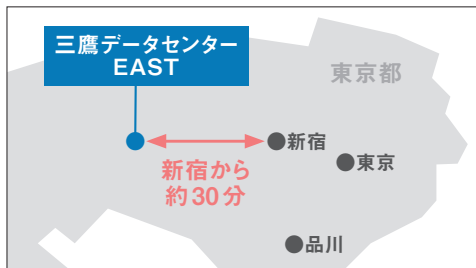 三鷹データセンター
EAST
東京都
新宿
東京
新宿から
約30分
品川